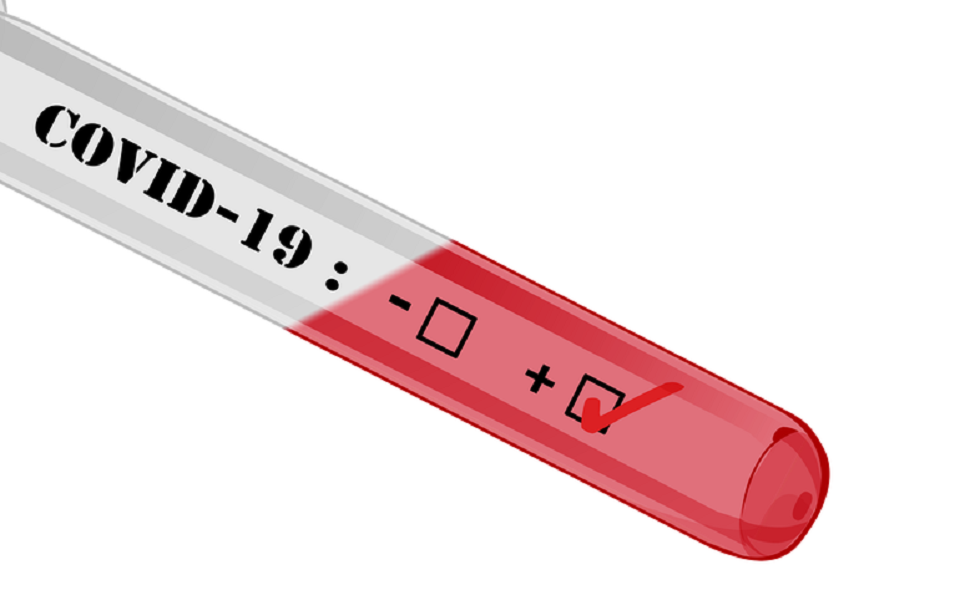 COVID-19 : - ☐ + ☑